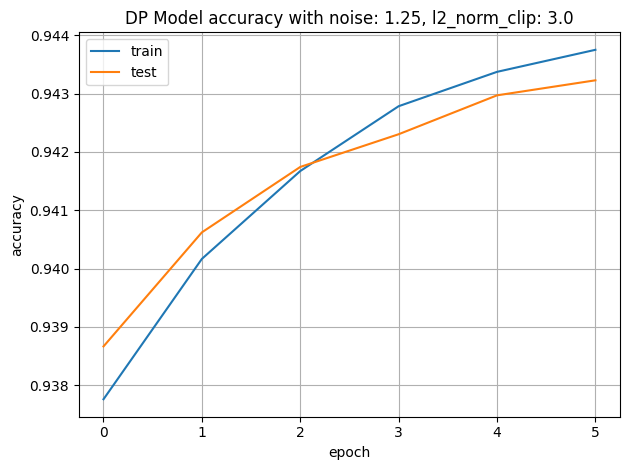 DP Model accuracy with noise: 1.25, l2_norm_clip: 3.0
train
test
0.944
0.943
0.942
0.941
0.940
0.939
0.938
accuracy
0 1 2 3 4 5
epoch